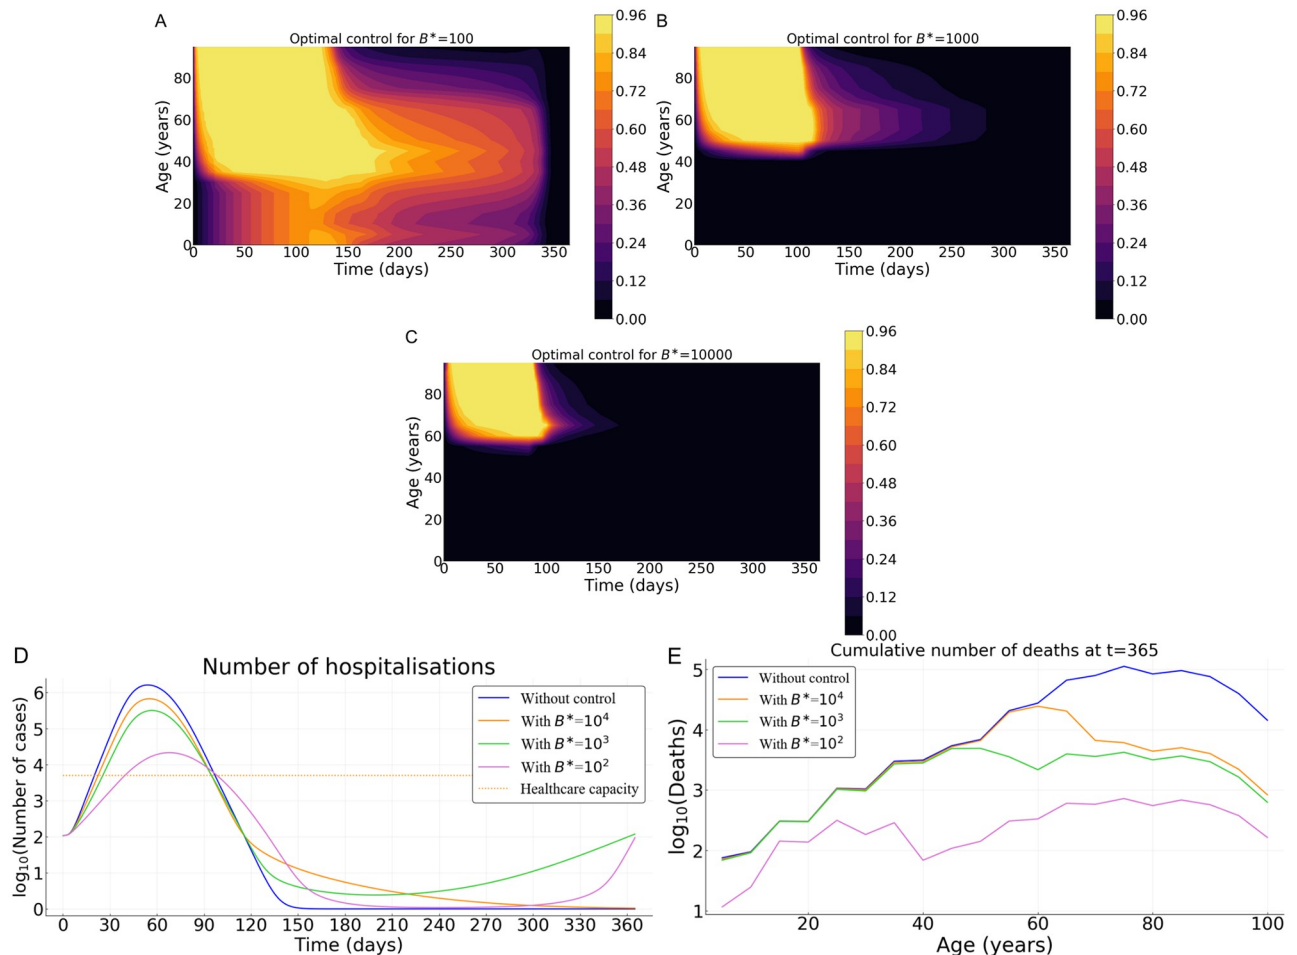 A
Optimal control for B*=100
Age (years)
80
60
40
20
0
0 50 100 150 200 250 300 350
Time (days)
0.96
0.84
0.72
0.60
0.48
0.36
0.24
0.12
0.00
B
Optimal control for B*=1000
Age (years)
80
60
40
20
0
0 50 100 150 200 250 300 350
Time (days)
0.96
0.84
0.72
0.60
0.48
0.36
0.24
0.12
0.00
C
Optimal control for B*=10000
Age (years)
80
60
40
20
0
0 50 100 150 200 250 300 350
Time (days)
0.96
0.84
0.72
0.60
0.48
0.36
0.24
0.12
0.00
D
Number of hospitalisations
log10(Number of cases)
6
5
4
3
2
1
0
0 30 60 90 120 150 180 210 240 270 300 330 365
Time (days)
Without control
With B*=10⁴
With B*=10³
With B*=10²
Healthcare capacity
E
Cumulative number of deaths at t=365
log₁₀(Deaths)
5
4
3
2
1
20 40 60 80 100
Age (years)
Without control
With B*=10⁴
With B*=10³
With B*=10²